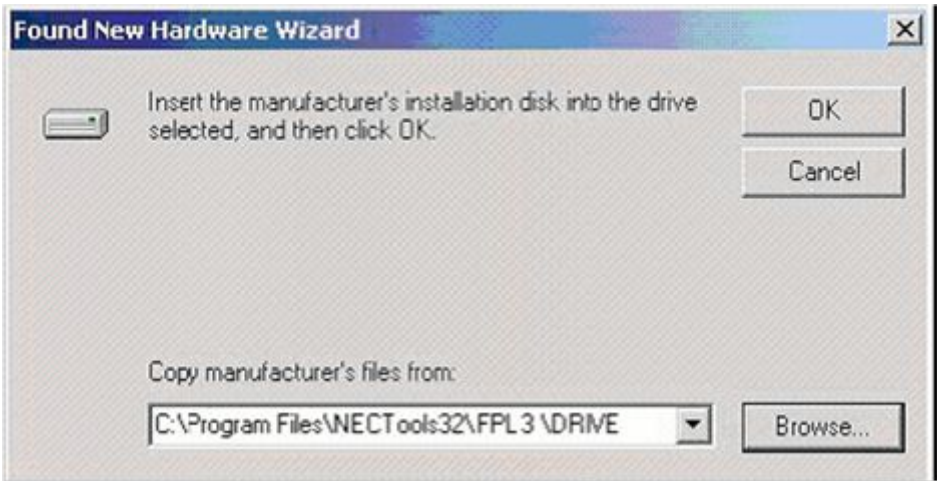 Found New Hardware Wizard
Insert the manufacturer's installation disk into the drive
selected, and then click OK.
OK
Cancel
Copy manufacturer's files from:
C:\Program Files\NECTools32\FPL3 \DRIVE
Browse...